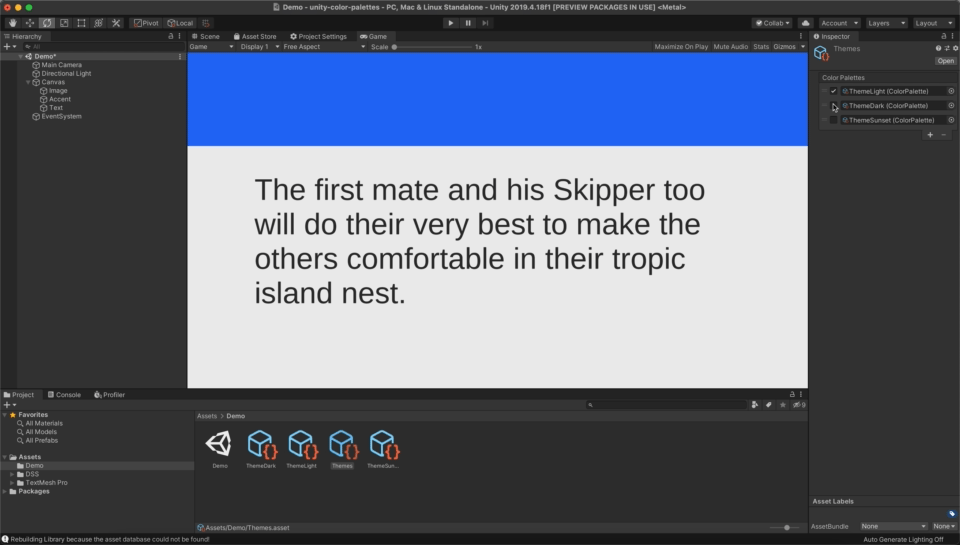 Demo - unity-color-palettes - PC, Mac & Linux Standalone - Unity 2019.4.18f1 [PREVIEW PACKAGES IN USE] <Metal>
Pivot Local Collab Account Layers Layout
Hierarchy
All
Demo*
Main Camera
Directional Light
Canvas
Image
Accent
Text
EventSystem
Scene Asset Store Project Settings Game
Game Display 1 Free Aspect Scale 1x Maximize On Play Mute Audio Stats Gizmos
The first mate and his Skipper too
will do their very best to make the
others comfortable in their tropic
island nest.
Inspector
Themes
Open
Color Palettes
ThemeLight (ColorPalette)
ThemeDark (ColorPalette)
ThemeSunset (ColorPalette)
Project Console Profiler
Favorites
All Materials
All Models
All Prefabs
Assets
Demo
DSS
TextMesh Pro
Packages
9
Assets > Demo
Demo ThemeDark ThemeLight Themes ThemeSun...
Assets/Demo/Themes.asset
Asset Labels
AssetBundle None None
Rebuilding Library because the asset database could not be found!
Auto Generate Lighting Off